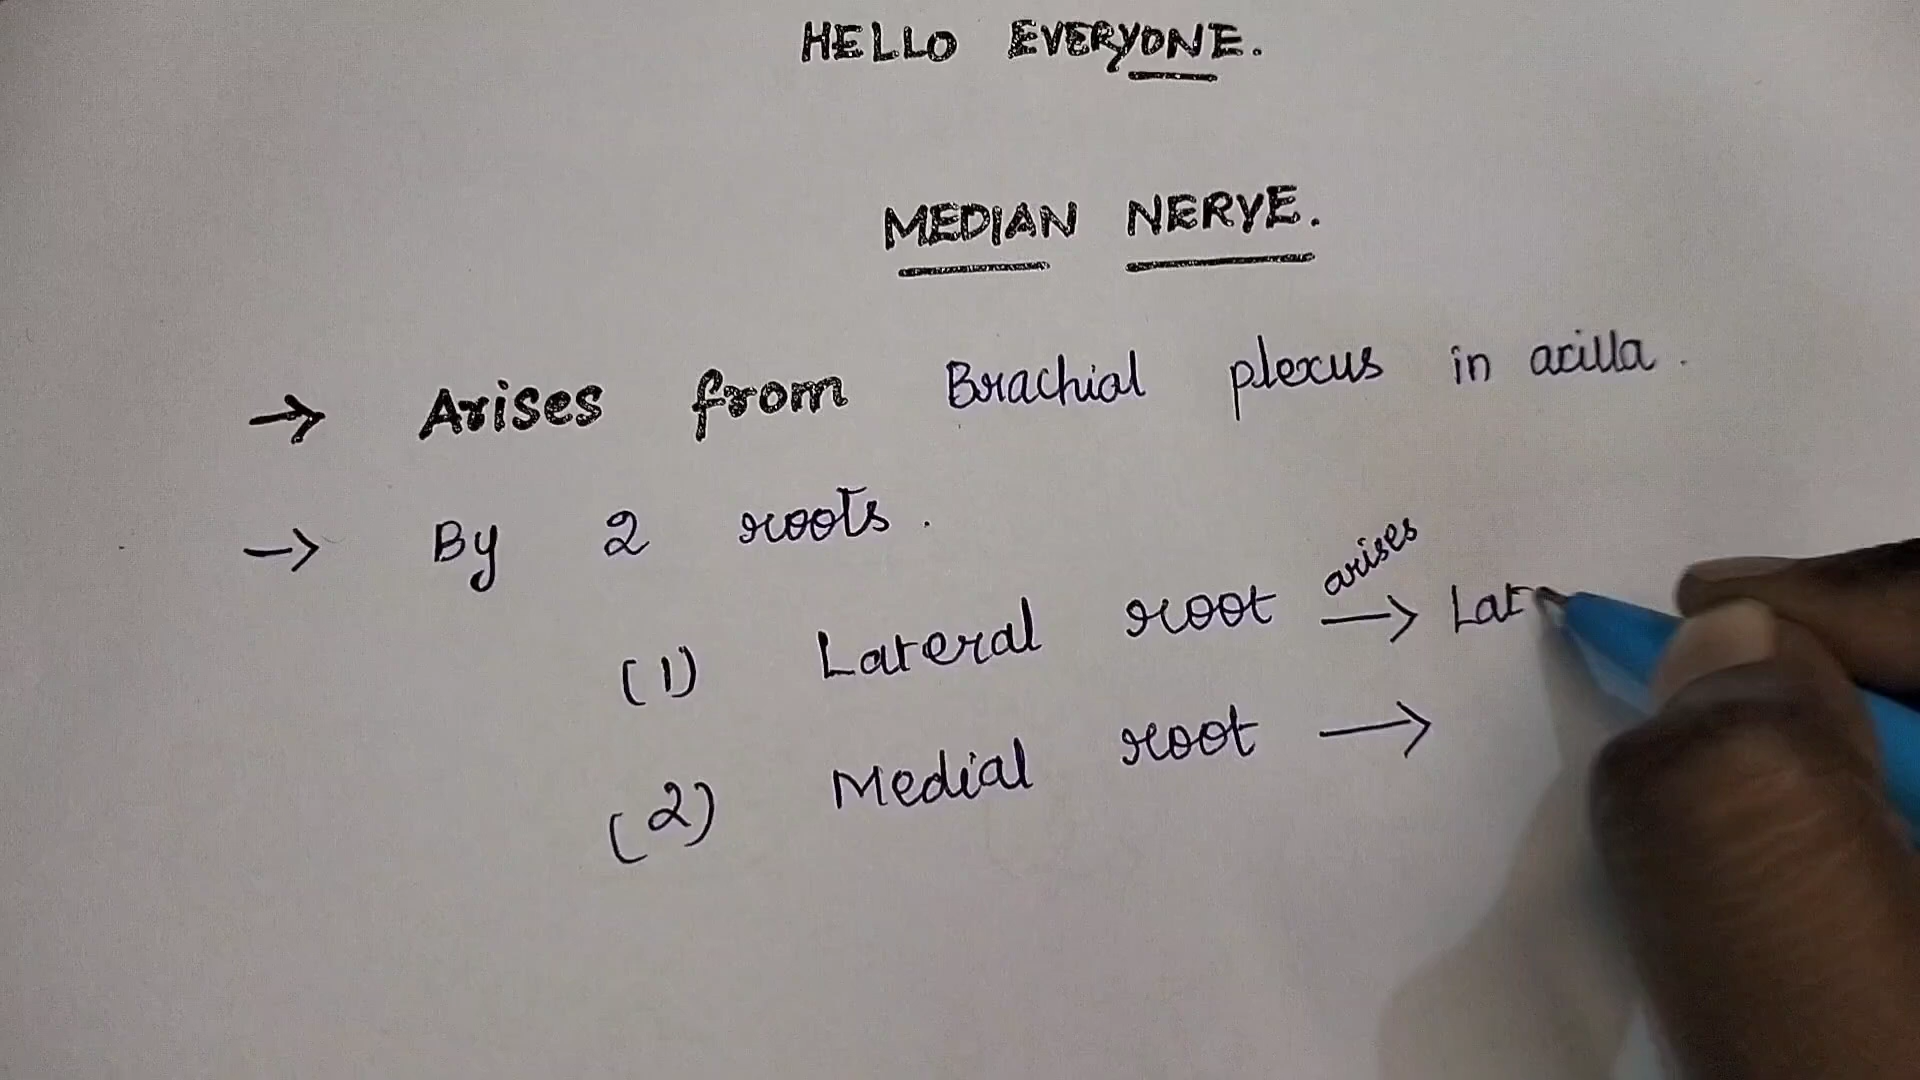 HELLO EVERYONE.
MEDIAN NERVE.
→ Arises from Brachial plexus in axilla.
→ By 2 roots.
(1) Lateral root arises → Lat
(2) Medial root →